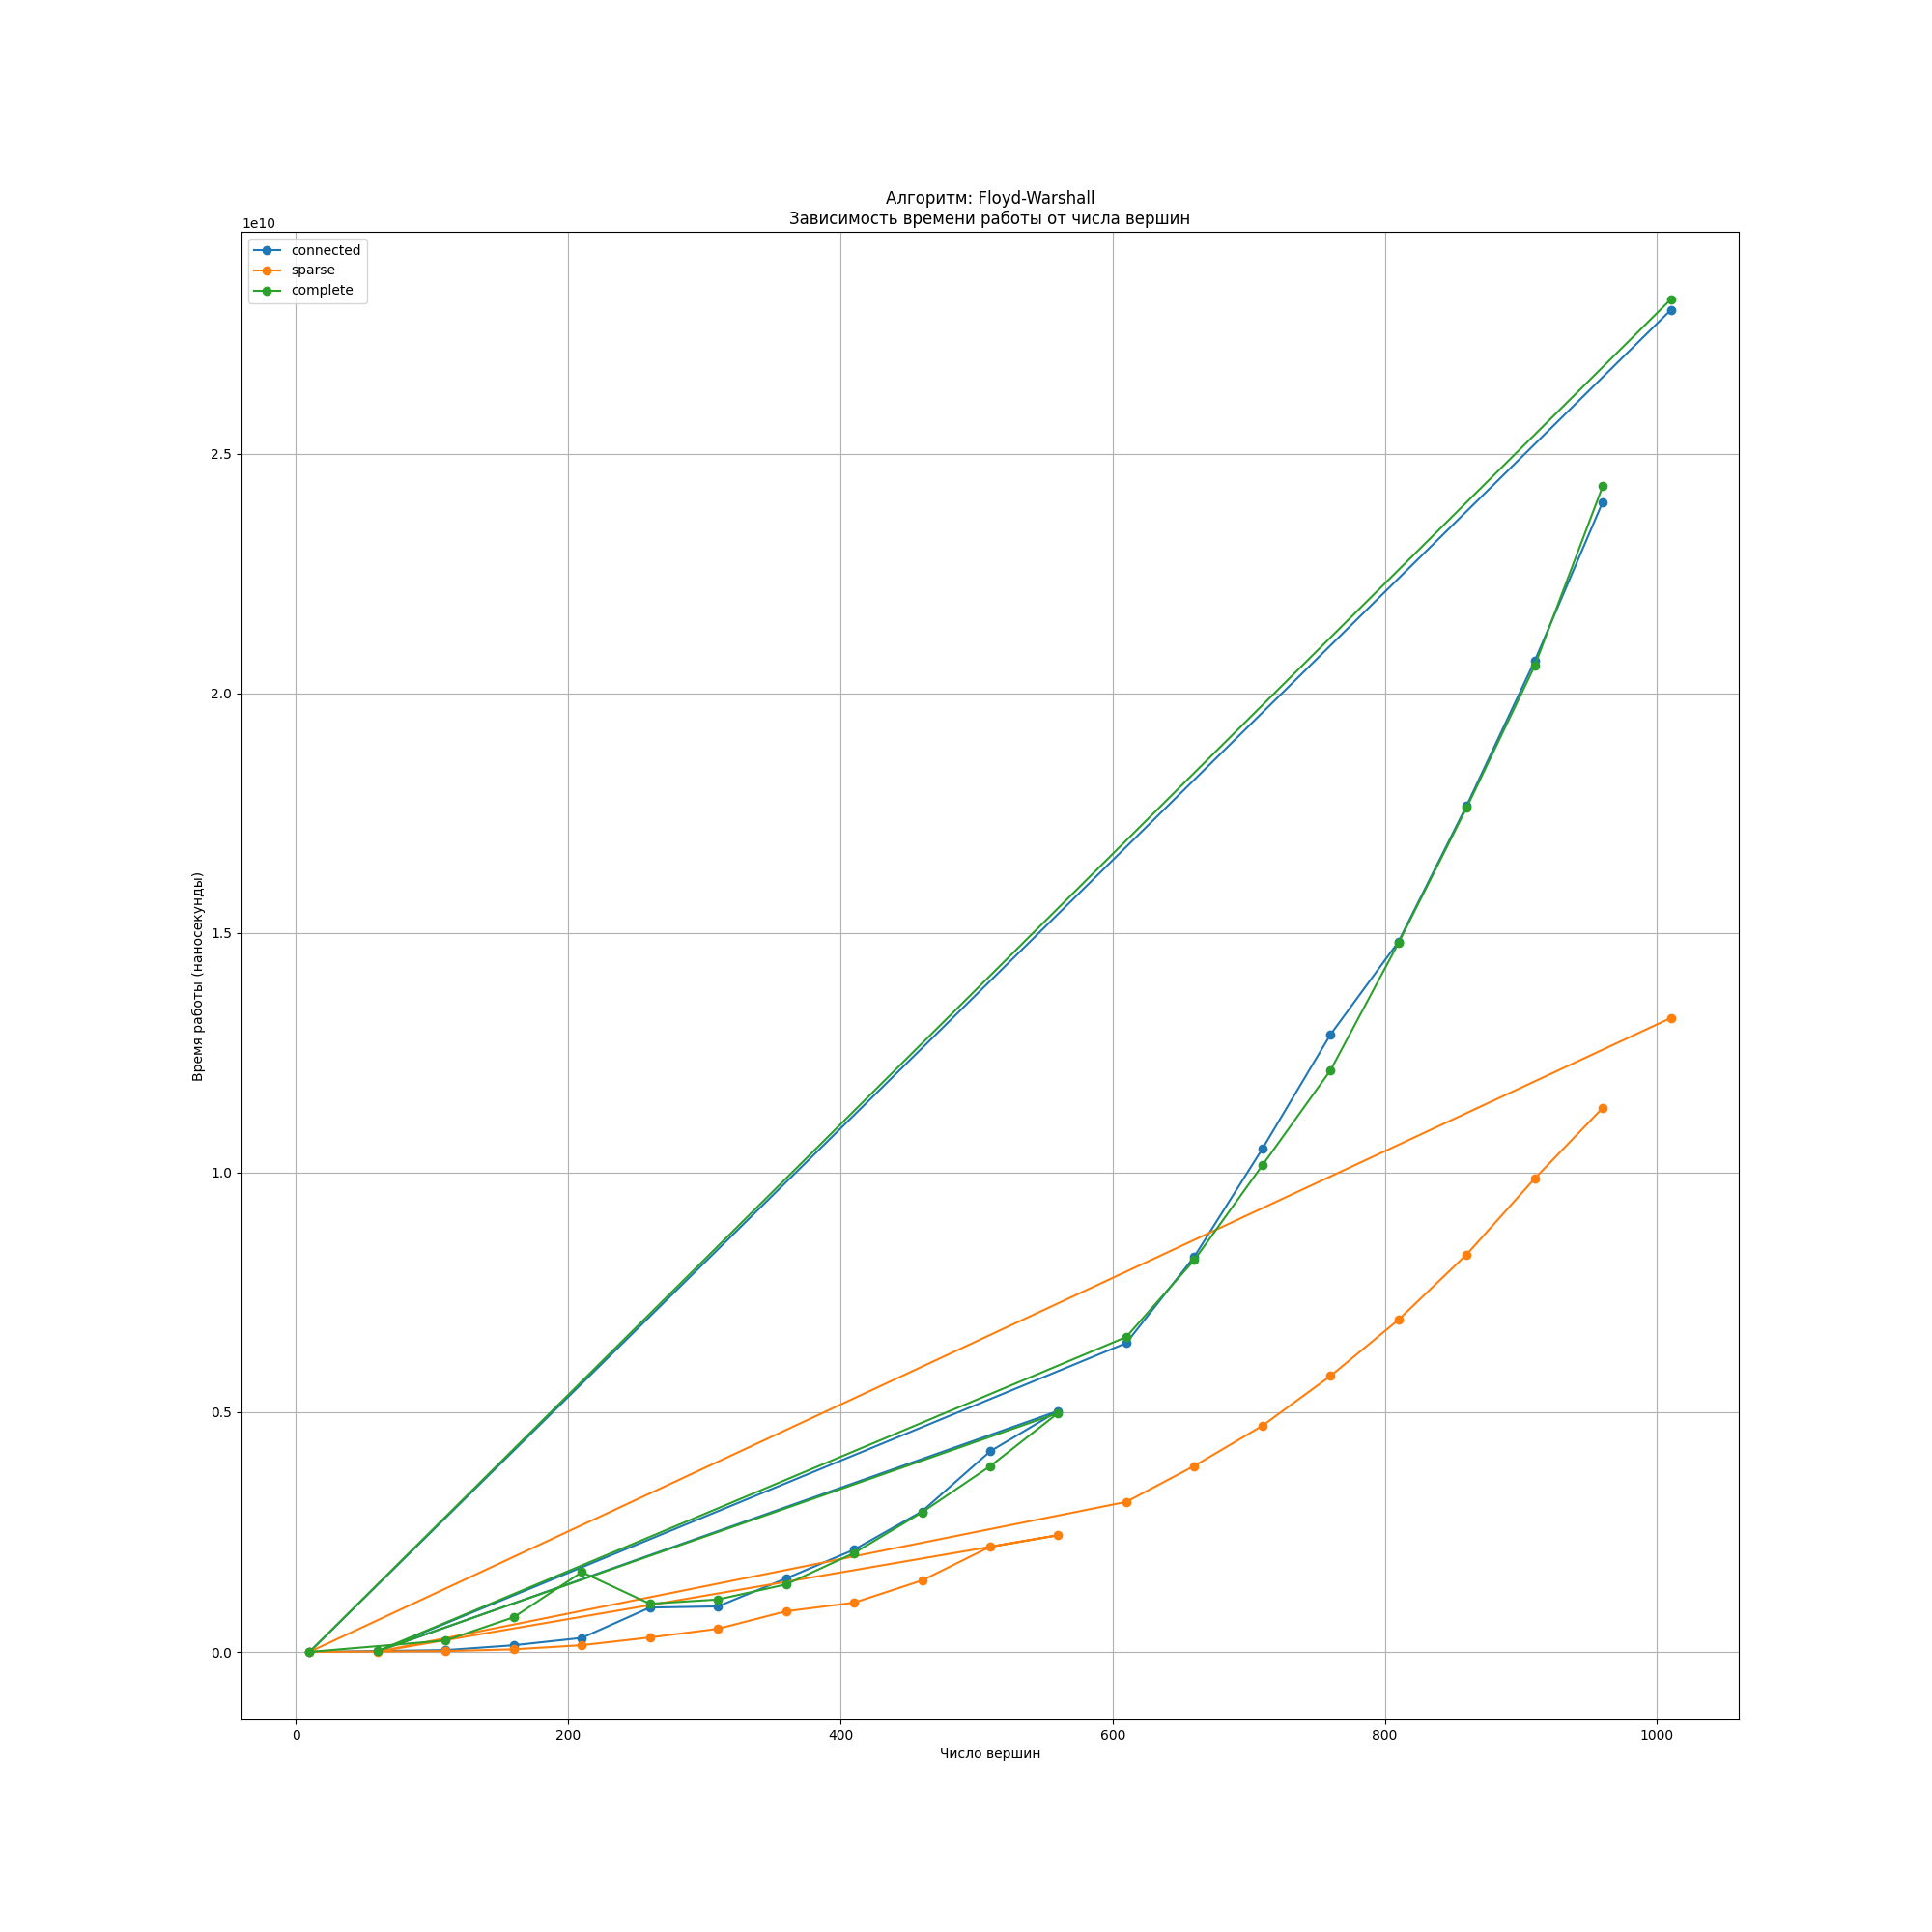 Алгоритм: Floyd-Warshall
Зависимость времени работы от числа вершин
1e10
connected
sparse
complete
2.5
2.0
1.5
1.0
0.5
0.0
Время работы (наносекунды)
0 200 400 600 800 1000
Число вершин